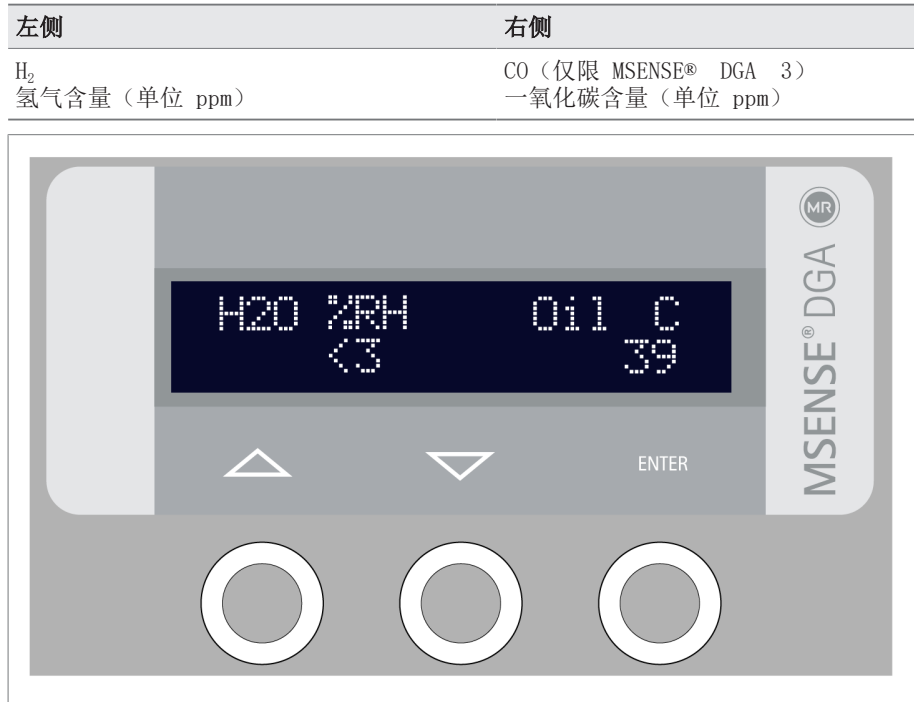 左侧 右侧
H₂ CO（仅限 MSENSE® DGA 3）
氢气含量（单位 ppm） 一氧化碳含量（单位 ppm）
MR
MSENSE® DGA
H2O %RH Oil C
<3 39
ENTER